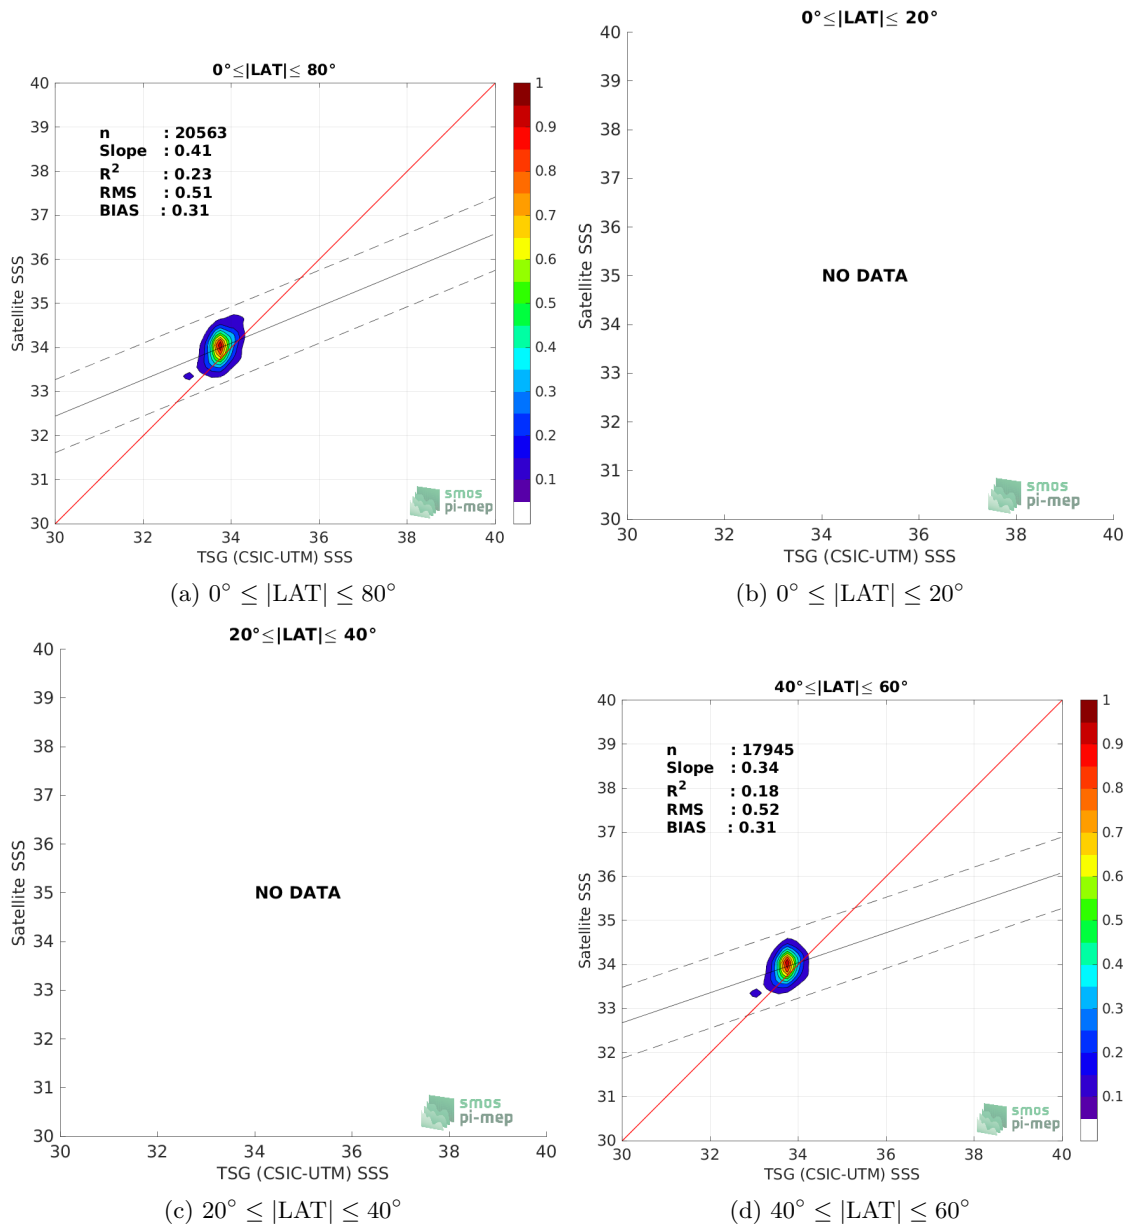 0°≤|LAT|≤ 80°
40
39
38
37
36
35
34
33
32
31
30
Satellite SSS
n : 20563
Slope : 0.41
R² : 0.23
RMS : 0.51
BIAS : 0.31
smos
pi-mep
30 32 34 36 38 40
TSG (CSIC-UTM) SSS
1
0.9
0.8
0.7
0.6
0.5
0.4
0.3
0.2
0.1
(a) 0° ≤ |LAT| ≤ 80°
0°≤|LAT|≤ 20°
40
39
38
37
36
35
34
33
32
31
30
Satellite SSS
NO DATA
smos
pi-mep
30 32 34 36 38 40
TSG (CSIC-UTM) SSS
(b) 0° ≤ |LAT| ≤ 20°
20°≤|LAT|≤ 40°
40
39
38
37
36
35
34
33
32
31
30
Satellite SSS
NO DATA
smos
pi-mep
30 32 34 36 38 40
TSG (CSIC-UTM) SSS
(c) 20° ≤ |LAT| ≤ 40°
40°≤|LAT|≤ 60°
40
39
38
37
36
35
34
33
32
31
30
Satellite SSS
n : 17945
Slope : 0.34
R² : 0.18
RMS : 0.52
BIAS : 0.31
smos
pi-mep
30 32 34 36 38 40
TSG (CSIC-UTM) SSS
1
0.9
0.8
0.7
0.6
0.5
0.4
0.3
0.2
0.1
(d) 40° ≤ |LAT| ≤ 60°